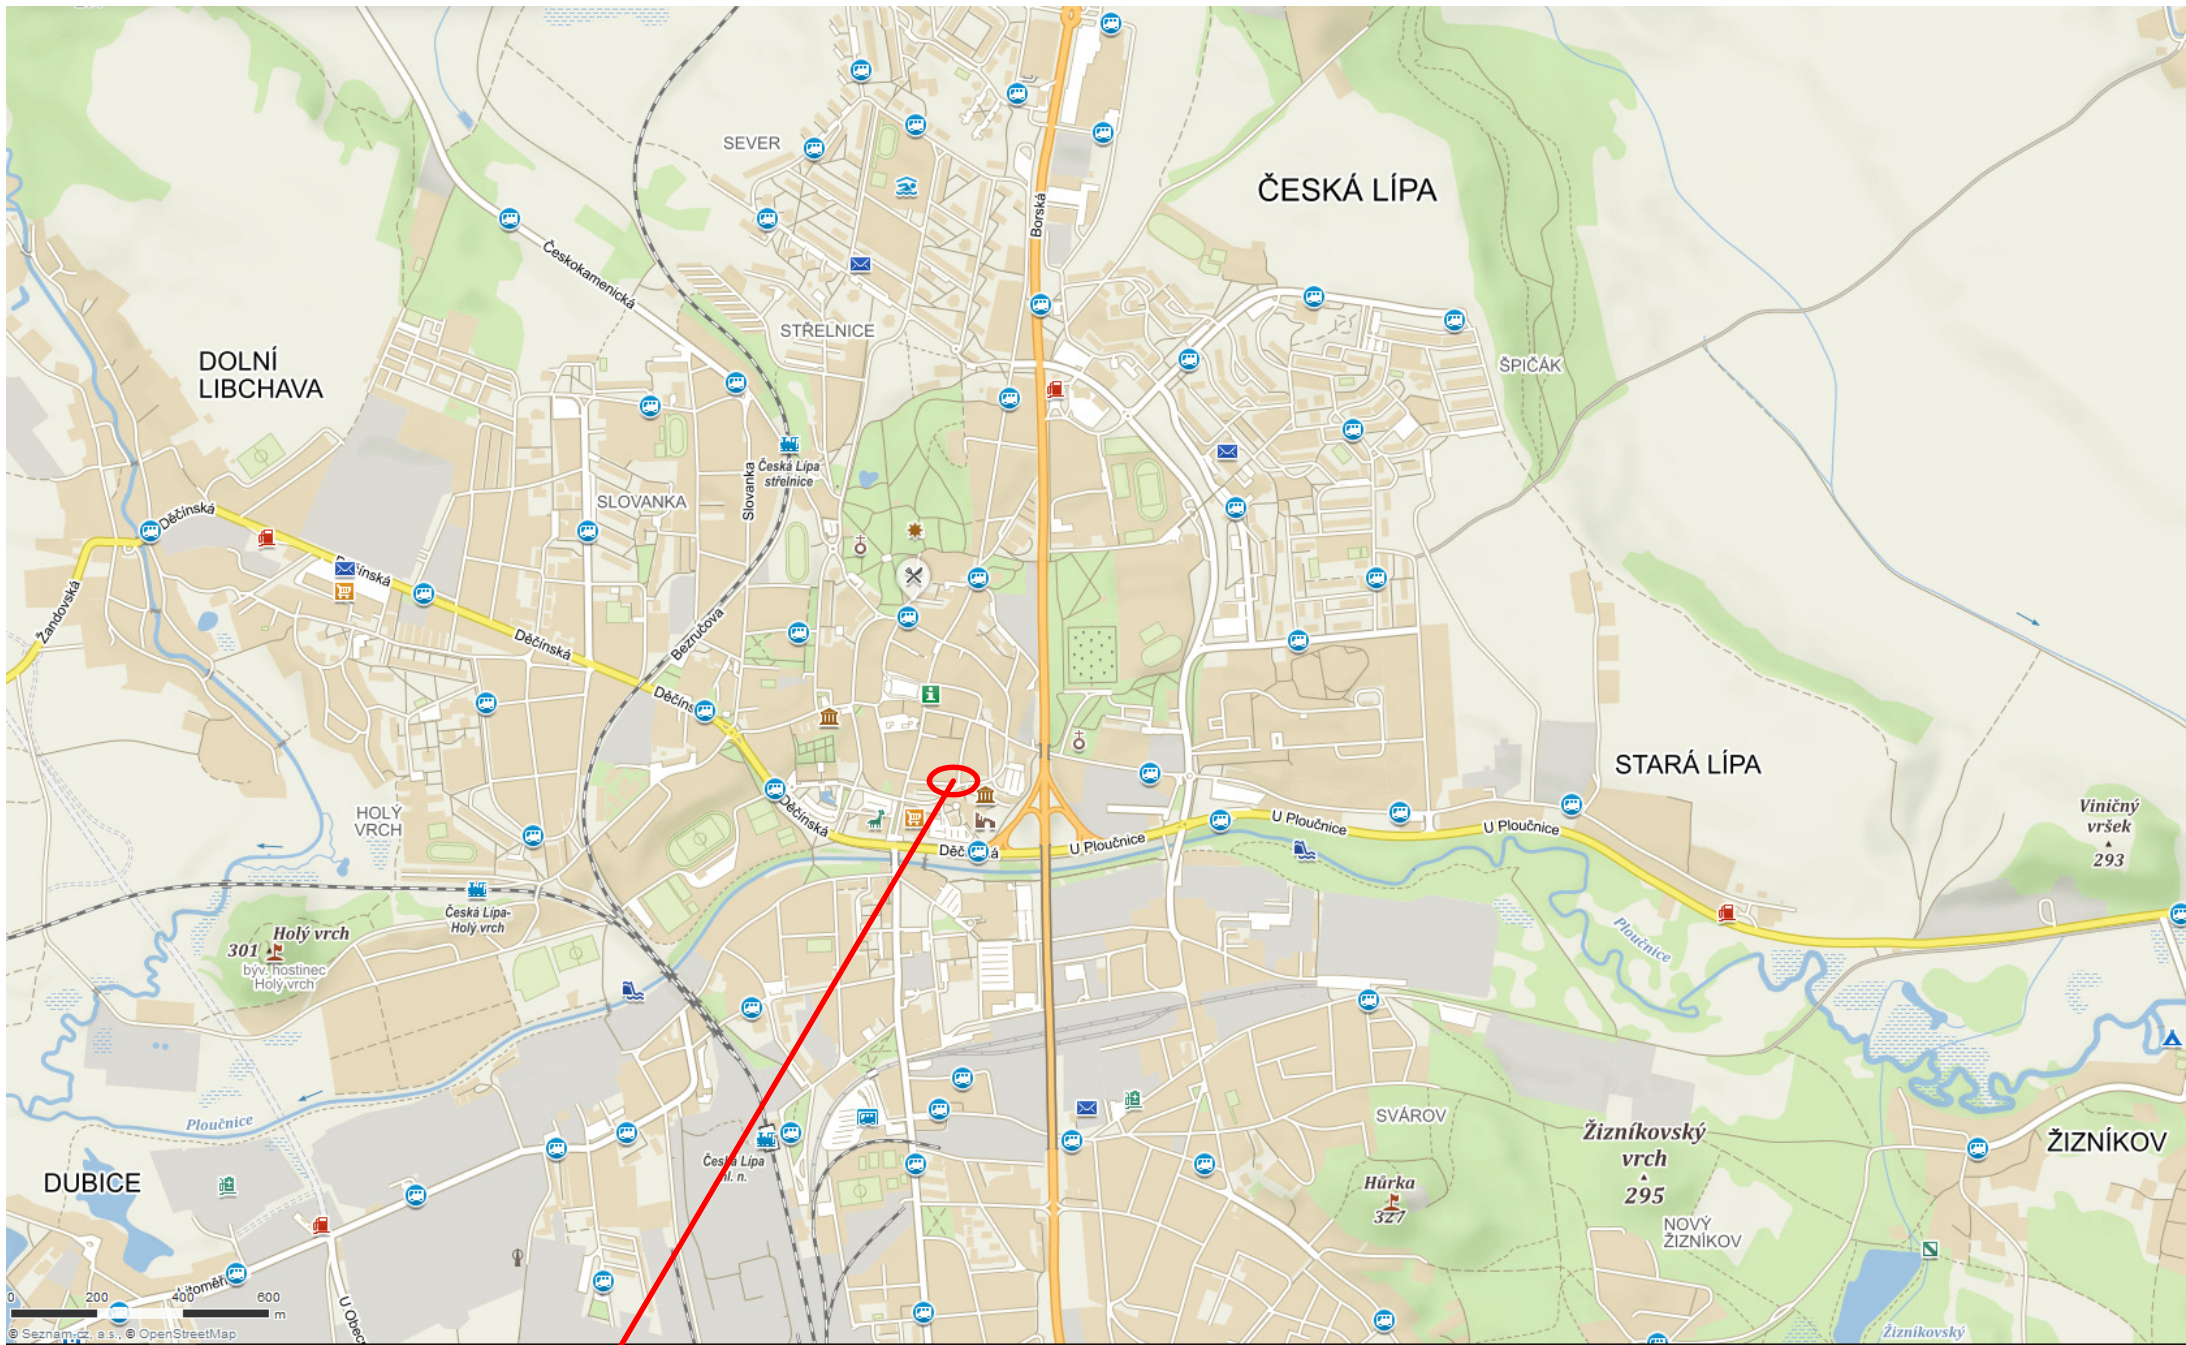 SEVER
ČESKÁ LÍPA
Borská
Českokamenická
STŘELNICE
DOLNÍ
LIBCHAVA
ŠPIČÁK
Česká Lípa
střelnice
Slovanka
SLOVANKA
Děčínská
Žandovská
Děčínská
Bezručova
STARÁ LÍPA
HOLÝ
VRCH
Děčínská
U Ploučnice
U Ploučnice
U Ploučnice
Viničný
vršek
293
Česká Lípa-
Holý vrch
Holý vrch
301
býv. hostinec
Holý vrch
Ploučnice
Ploučnice
SVÁROV
Žizníkovský
vrch
295
ŽIZNÍKOV
DUBICE
Česká Lípa
hl. n.
Hůrka
327
NOVÝ
ŽIZNÍKOV
0 200 400 600
m
© Seznam.cz, a.s., © OpenStreetMap
Žizníkovský